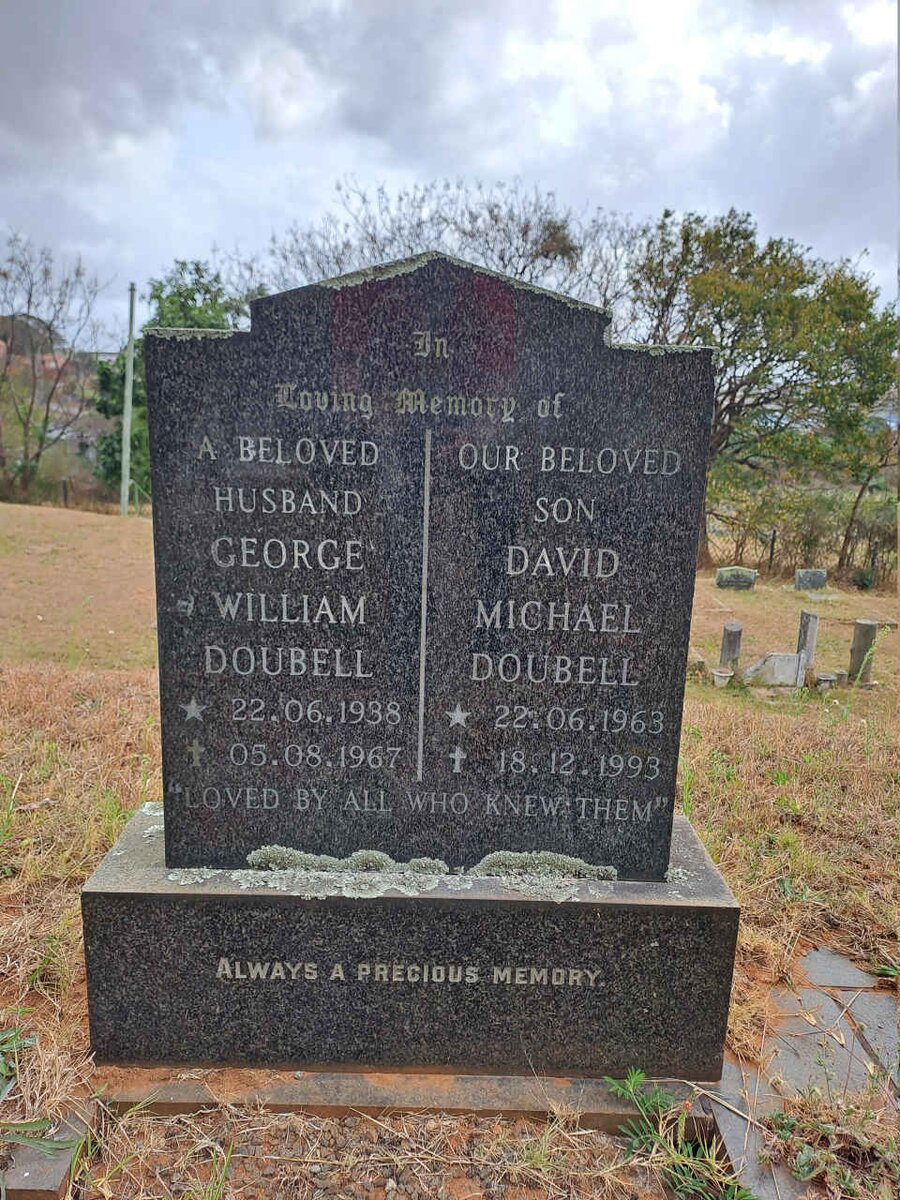 In
Loving Memory of
A BELOVED
HUSBAND
GEORGE
WILLIAM
DOUBELL
★ 22.06.1938
✝ 05.08.1967
OUR BELOVED
SON
DAVID
MICHAEL
DOUBELL
★ 22.06.1963
✝ 18.12.1993
"LOVED BY ALL WHO KNEW THEM"
ALWAYS A PRECIOUS MEMORY.